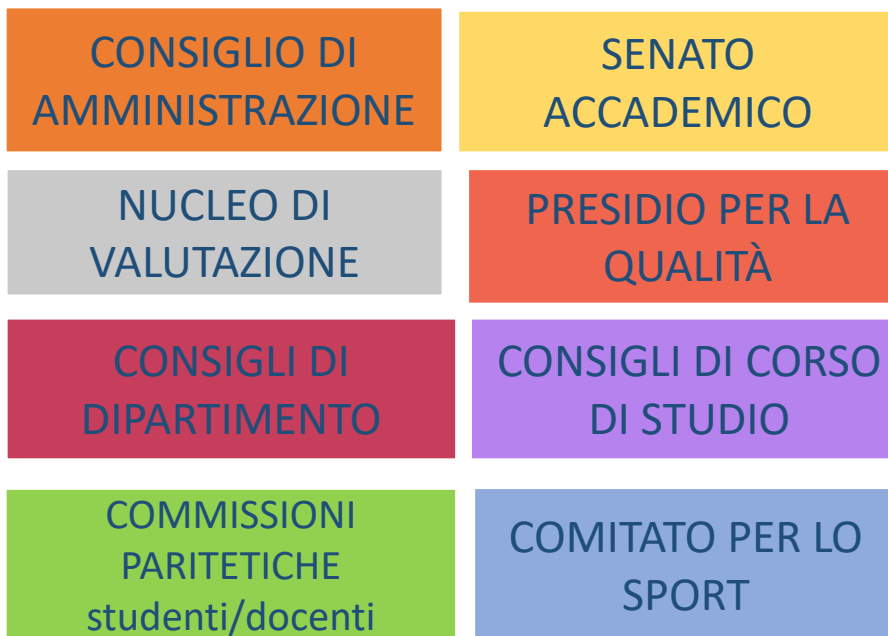 CONSIGLIO DI
AMMINISTRAZIONE
SENATO
ACCADEMICO
NUCLEO DI
VALUTAZIONE
PRESIDIO PER LA
QUALITÀ
CONSIGLI DI
DIPARTIMENTO
CONSIGLI DI CORSO
DI STUDIO
COMMISSIONI
PARITETICHE
studenti/docenti
COMITATO PER LO
SPORT